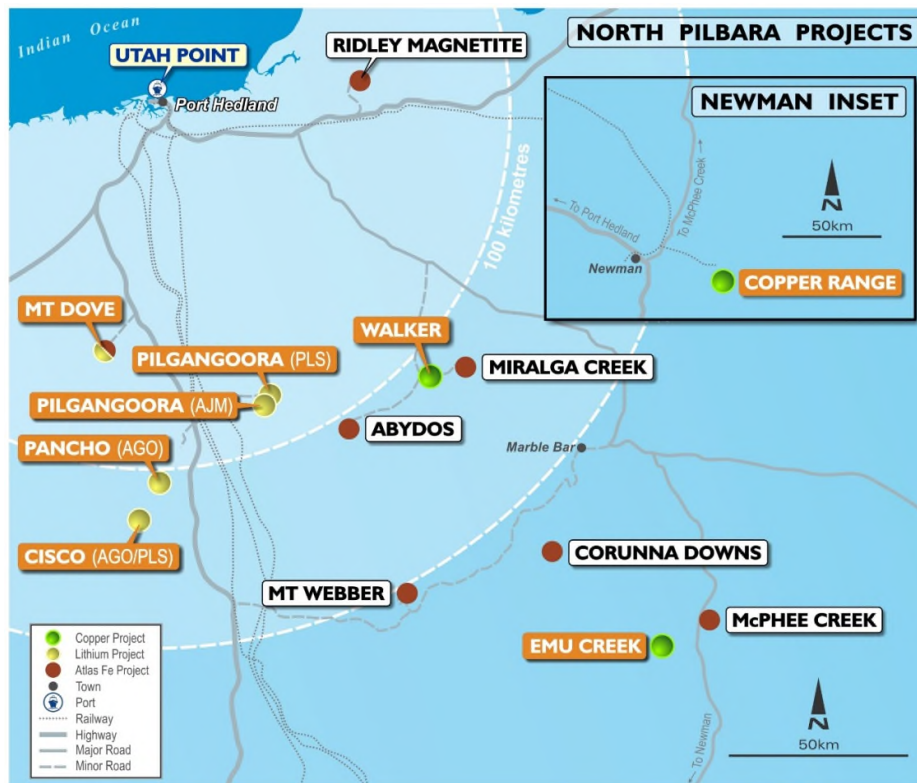 Indian Ocean
UTAH POINT
RIDLEY MAGNETITE
NORTH PILBARA PROJECTS
Port Hedland
NEWMAN INSET
100 kilometres
To Port Hedland
To McPhee Creek
N
50km
Newman
COPPER RANGE
MT DOVE
PILGANGOORA (PLS)
WALKER
MIRALGA CREEK
PILGANGOORA (AJM)
ABYDOS
PANCHO (AGO)
Marble Bar
CISCO (AGO/PLS)
CORUNNA DOWNS
MT WEBBER
McPHEE CREEK
EMU CREEK
Copper Project
Lithium Project
Atlas Fe Project
Town
Port
Railway
Highway
Major Road
Minor Road
To Newman
N
50km